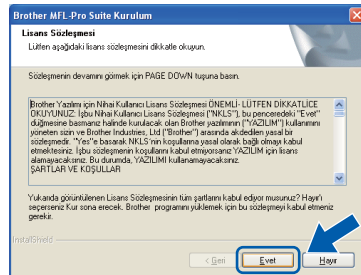 Brother MFL-Pro Suite Kurulum
Lisans Sözleşmesi
Lütfen aşağıdaki lisans sözleşmesini dikkatle okuyun.
Sözleşmenin devamını görmek için PAGE DOWN tuşuna basın.
Brother Yazılımı için Nihai Kullanıcı Lisans Sözleşmesi ÖNEMLİ- LÜTFEN DİKKATLİCE
OKUYUNUZ: İşbu Nihai Kullanıcı Lisans Sözleşmesi ("NKLS"), bu penceredeki "Evet"
düğmesine basmanız halinde kurulacak olan Brother yazılımının ("YAZILIM") kullanımını
yöneten sizin ve Brother Industries, Ltd ("Brother") arasında akdedilen yasal bir
sözleşmedir. "Yes"e basarak NKLS'nin koşullarına yasal olarak bağlı olmayı kabul
etmektesiniz. İşbu sözleşmenin koşullarını kabul etmiyorsanız YAZILIM için lisans
alamayacaksınız. Bu durumda, YAZILIMI kullanamayacaksınız.
ŞARTLAR VE KOŞULLAR
Yukarıda görüntülenen Lisans Sözleşmesinin tüm şartlarını kabul ediyor musunuz? Hayır'ı
seçerseniz Kur sona erecek. Brother programını yüklemek için bu sözleşmeyi kabul etmeniz
gerekir.
InstallShield
< Geri
Evet
Hayır